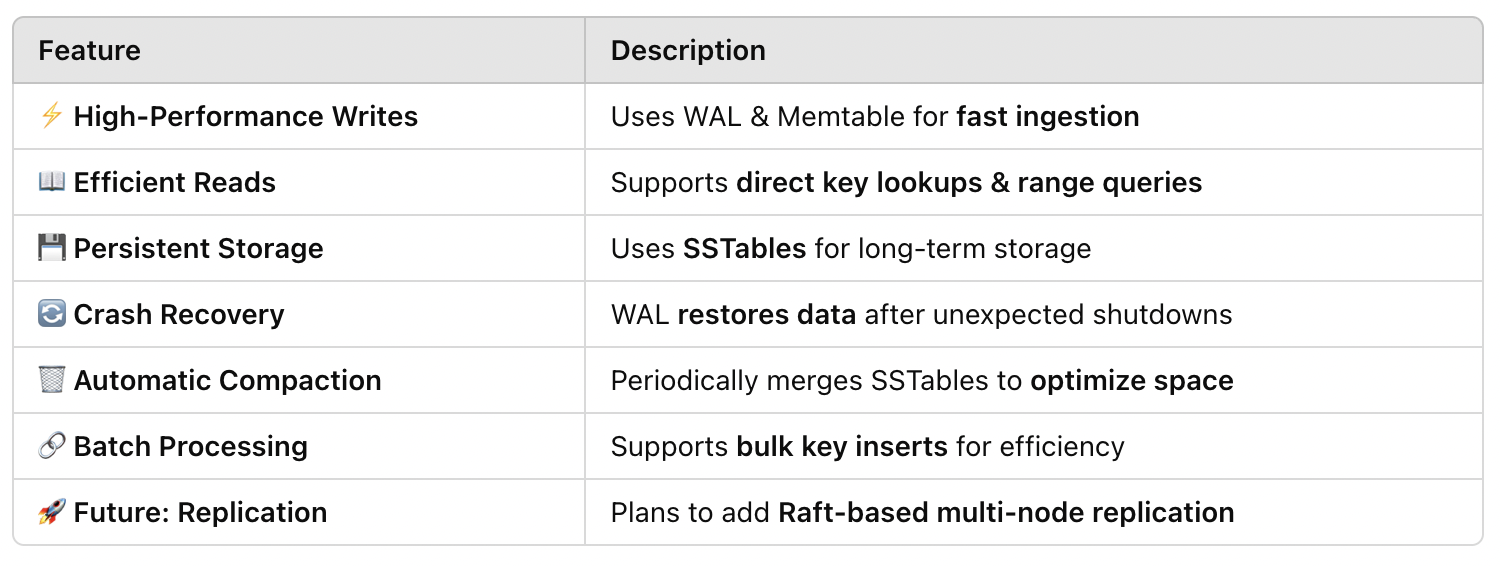 Feature Description
⚡ High-Performance Writes Uses WAL & Memtable for fast ingestion
📖 Efficient Reads Supports direct key lookups & range queries
💾 Persistent Storage Uses SSTables for long-term storage
🔄 Crash Recovery WAL restores data after unexpected shutdowns
🗑️ Automatic Compaction Periodically merges SSTables to optimize space
🔗 Batch Processing Supports bulk key inserts for efficiency
🚀 Future: Replication Plans to add Raft-based multi-node replication